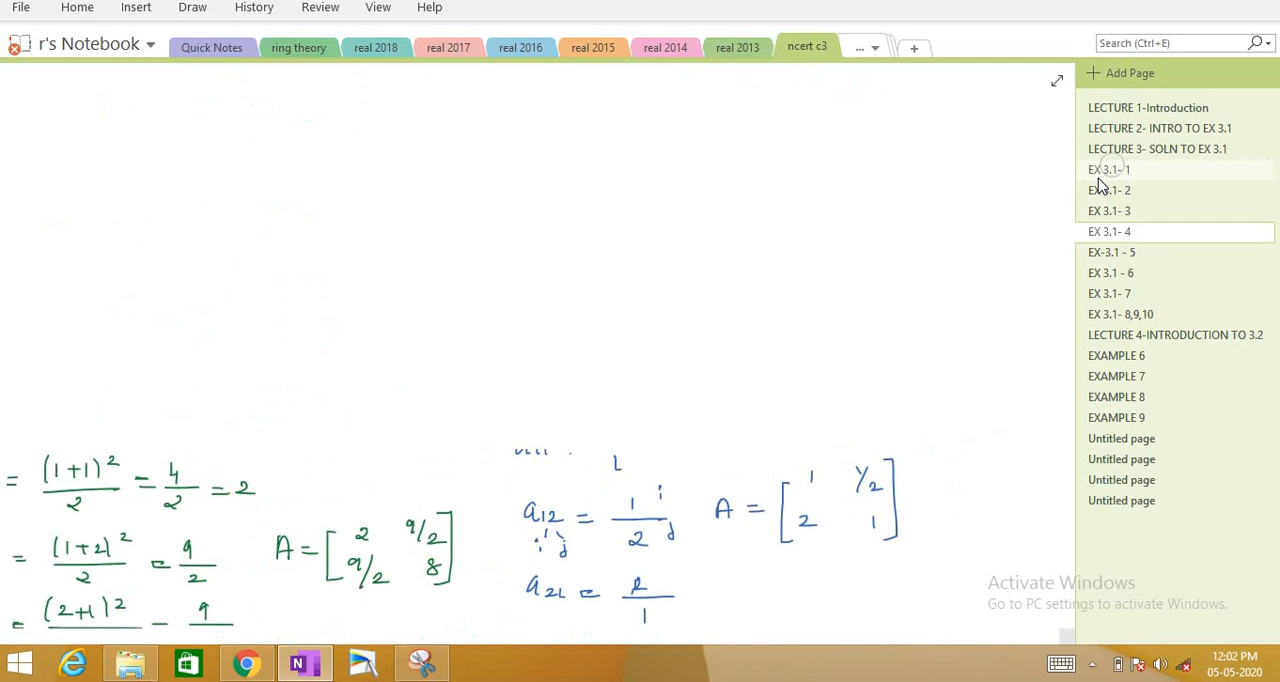 File Home Insert Draw History Review View Help
r's Notebook
Quick Notes ring theory real 2018 real 2017 real 2016 real 2015 real 2014 real 2013 ncert c3 ...
Search (Ctrl+E)
Add Page
LECTURE 1-Introduction
LECTURE 2- INTRO TO EX 3.1
LECTURE 3- SOLN TO EX 3.1
EX 3.1- 1
EX 3.1- 2
EX 3.1- 3
EX 3.1- 4
EX-3.1 - 5
EX 3.1 - 6
EX 3.1- 7
EX 3.1- 8,9,10
LECTURE 4-INTRODUCTION TO 3.2
EXAMPLE 6
EXAMPLE 7
EXAMPLE 8
EXAMPLE 9
Untitled page
Untitled page
Untitled page
Untitled page
= (1+1)²/2 = 4/2 = 2
= (1+2)²/2 = 9/2
= (2+1)² = 9
A = [2 9/2
9/2 8]
a12 = 1/2
i j
i
j
a21 = 2/1
A = [1 1/2
2 1]
Activate Windows
Go to PC settings to activate Windows.
12:02 PM
05-05-2020